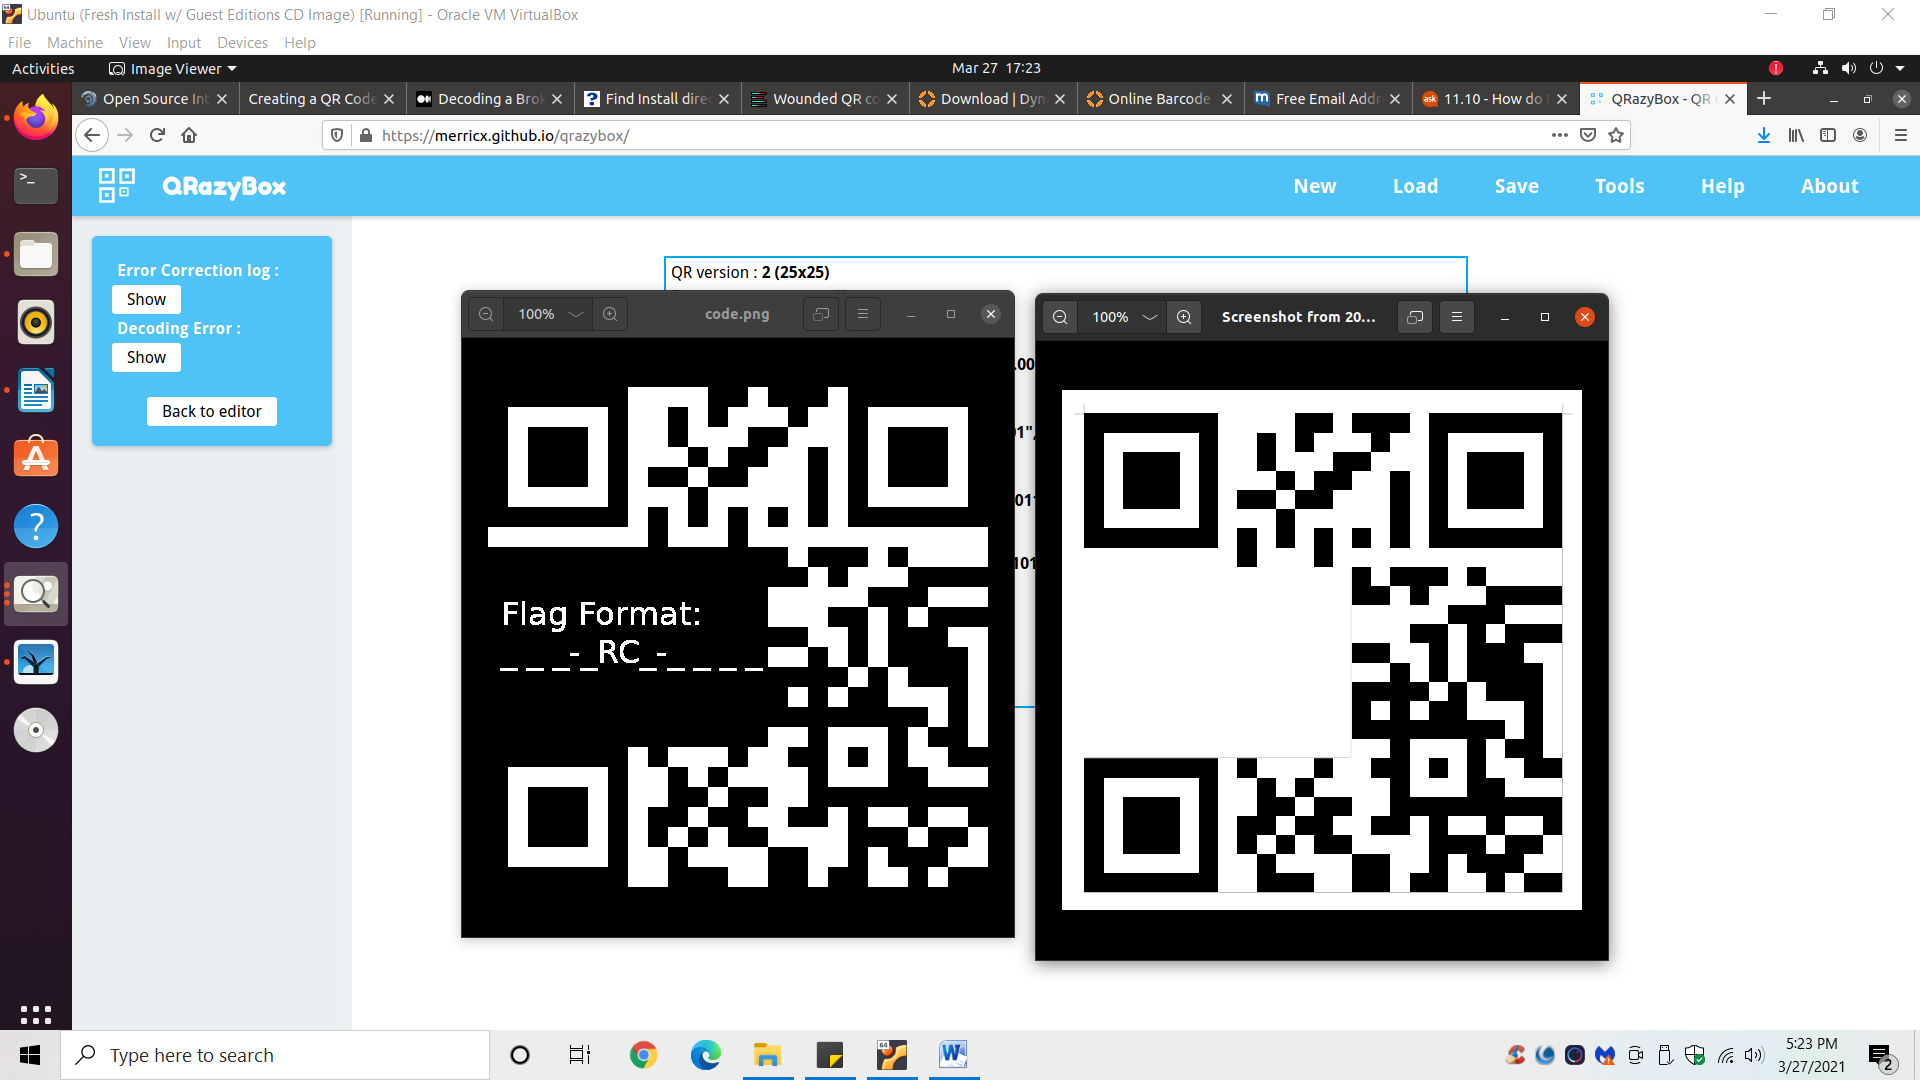 Ubuntu (Fresh Install w/ Guest Editions CD Image) [Running] - Oracle VM VirtualBox
File Machine View Input Devices Help
Activities Image Viewer Mar 27 17:23
Open Source Int Creating a QR Code Decoding a Bro Find Install dire Wounded QR co Download | Dyn Online Barcode Free Email Addr 11.10 - How do QRazyBox - QR
https://merricx.github.io/qrazybox/
QRazyBox New Load Save Tools Help About
Error Correction log :
Show
Decoding Error :
Show
Back to editor
QR version : 2 (25x25)
100% code.png
100% Screenshot from 20...
Flag Format:
_ _ _ _-_RC_-_ _ _ _
Type here to search
5:23 PM
3/27/2021
2